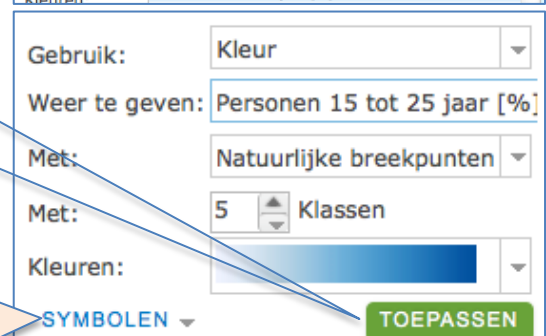 Gebruik: Kleur
Weer te geven: Personen 15 tot 25 jaar [%]
Met: Natuurlijke breekpunten
Met: 5 Klassen
Kleuren:
SYMBOLEN TOEPASSEN